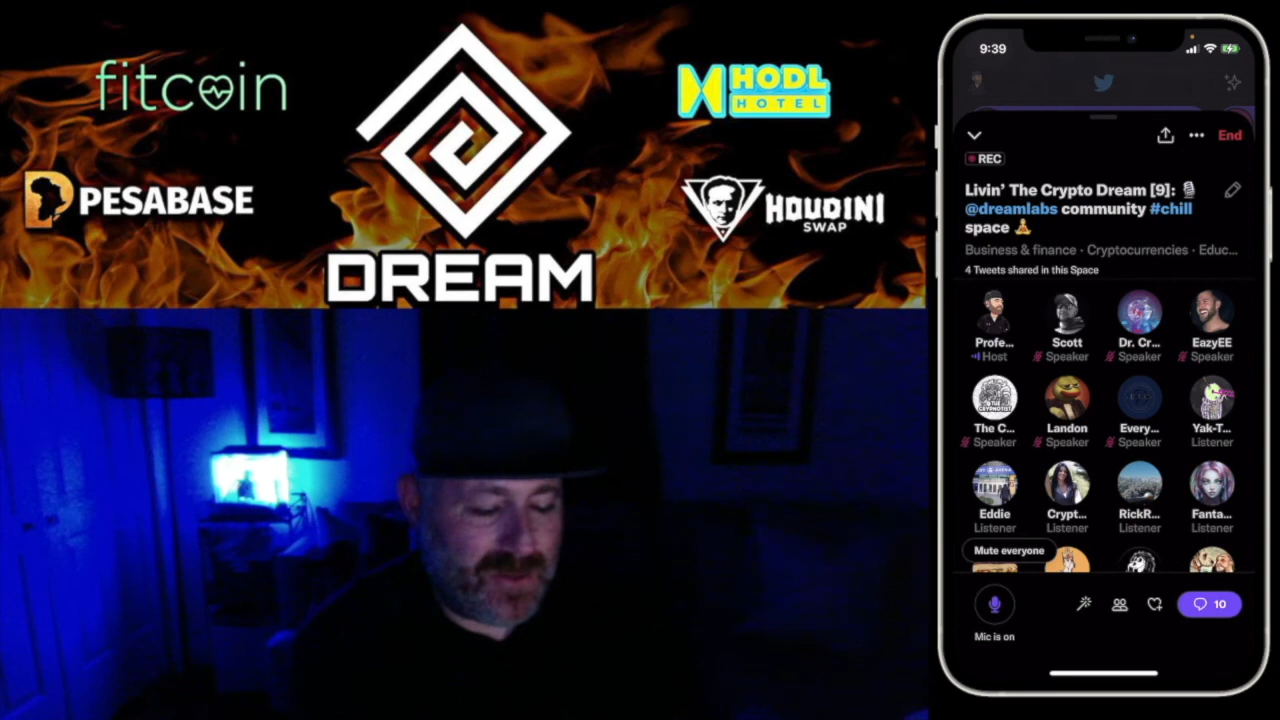 fitcoin
PESABASE
DREAM
HODL
HOTEL
HOUDINI
SWAP
9:39
End
REC
Livin' The Crypto Dream [9]: 🎙️
@dreamlabs community #chill
space 🧘
Business & finance · Cryptocurrencies · Educ...
4 Tweets shared in this Space
Profe... Scott Dr. Cr... EazyEE
Host Speaker Speaker Speaker
The C... Landon Every... Yak-T...
Speaker Speaker Speaker Listener
Eddie Crypt... RickR... Fanta...
Listener Listener Listener Listener
Mute everyone
10
Mic is on